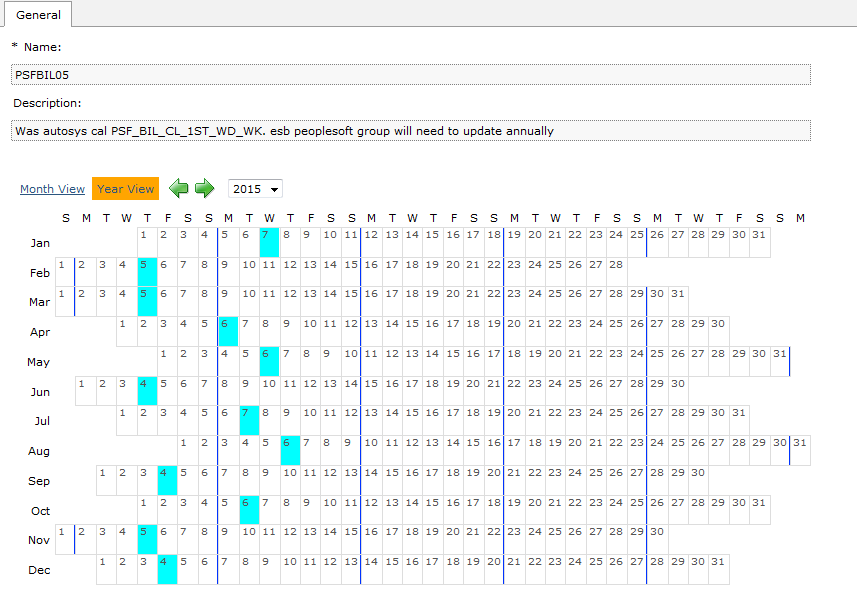 General
* Name:
PSFBIL05
Description:
Was autosys cal PSF_BIL_CL_1ST_WD_WK. esb peoplesoft group will need to update annually
Month View Year View 2015
S M T W T F S S M T W T F S S M T W T F S S M T W T F S S M T W T F S S M
Jan 1 2 3 4 5 6 7 8 9 10 11 12 13 14 15 16 17 18 19 20 21 22 23 24 25 26 27 28 29 30 31
Feb 1 2 3 4 5 6 7 8 9 10 11 12 13 14 15 16 17 18 19 20 21 22 23 24 25 26 27 28
Mar 1 2 3 4 5 6 7 8 9 10 11 12 13 14 15 16 17 18 19 20 21 22 23 24 25 26 27 28 29 30 31
Apr 1 2 3 4 5 6 7 8 9 10 11 12 13 14 15 16 17 18 19 20 21 22 23 24 25 26 27 28 29 30
May 1 2 3 4 5 6 7 8 9 10 11 12 13 14 15 16 17 18 19 20 21 22 23 24 25 26 27 28 29 30 31
Jun 1 2 3 4 5 6 7 8 9 10 11 12 13 14 15 16 17 18 19 20 21 22 23 24 25 26 27 28 29 30
Jul 1 2 3 4 5 6 7 8 9 10 11 12 13 14 15 16 17 18 19 20 21 22 23 24 25 26 27 28 29 30 31
Aug 1 2 3 4 5 6 7 8 9 10 11 12 13 14 15 16 17 18 19 20 21 22 23 24 25 26 27 28 29 30 31
Sep 1 2 3 4 5 6 7 8 9 10 11 12 13 14 15 16 17 18 19 20 21 22 23 24 25 26 27 28 29 30
Oct 1 2 3 4 5 6 7 8 9 10 11 12 13 14 15 16 17 18 19 20 21 22 23 24 25 26 27 28 29 30 31
Nov 1 2 3 4 5 6 7 8 9 10 11 12 13 14 15 16 17 18 19 20 21 22 23 24 25 26 27 28 29 30
Dec 1 2 3 4 5 6 7 8 9 10 11 12 13 14 15 16 17 18 19 20 21 22 23 24 25 26 27 28 29 30 31